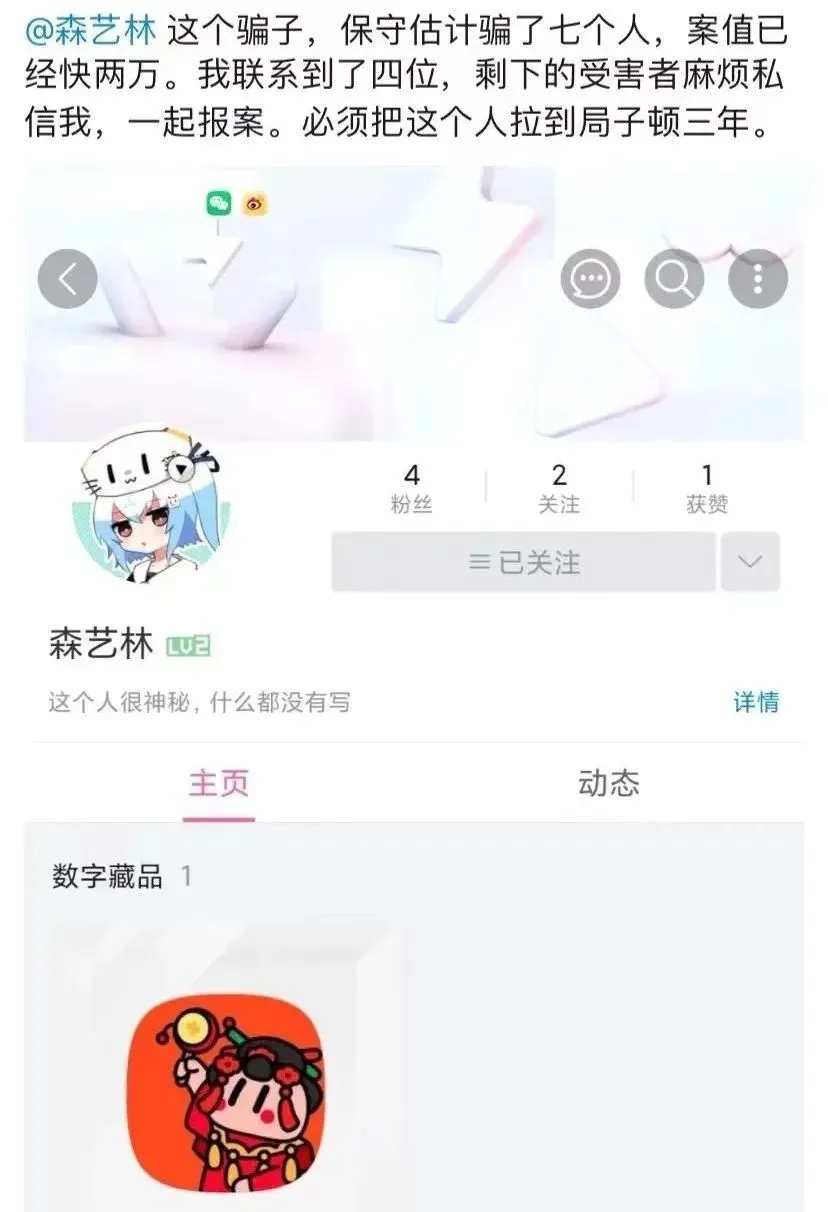 @森艺林 这个骗子，保守估计骗了七个人，案值已
经快两万。我联系到了四位，剩下的受害者麻烦私
信我，一起报案。必须把这个人拉到局子顿三年。
4
粉丝
2
关注
1
获赞
已关注
森艺林 LV2
这个人很神秘，什么都没有写
详情
主页
动态
数字藏品 1